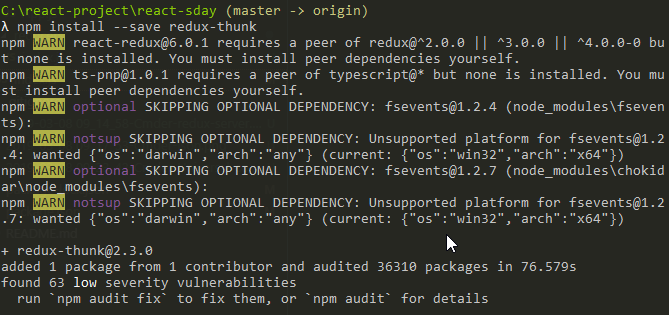 C:\react-project\react-sday (master -> origin)
λ npm install --save redux-thunk
npm WARN react-redux@6.0.1 requires a peer of redux@^2.0.0 || ^3.0.0 || ^4.0.0-0 bu
t none is installed. You must install peer dependencies yourself.
npm WARN ts-pnp@1.0.1 requires a peer of typescript@* but none is installed. You mu
st install peer dependencies yourself.
npm WARN optional SKIPPING OPTIONAL DEPENDENCY: fsevents@1.2.4 (node_modules\fseven
ts):
npm WARN notsup SKIPPING OPTIONAL DEPENDENCY: Unsupported platform for fsevents@1.2
.4: wanted {"os":"darwin","arch":"any"} (current: {"os":"win32","arch":"x64"})
npm WARN optional SKIPPING OPTIONAL DEPENDENCY: fsevents@1.2.7 (node_modules\choki
dar\node_modules\fsevents):
npm WARN notsup SKIPPING OPTIONAL DEPENDENCY: Unsupported platform for fsevents@1.2
.7: wanted {"os":"darwin","arch":"any"} (current: {"os":"win32","arch":"x64"})
+ redux-thunk@2.3.0
added 1 package from 1 contributor and audited 36310 packages in 76.579s
found 63 low severity vulnerabilities
run `npm audit fix` to fix them, or `npm audit` for details